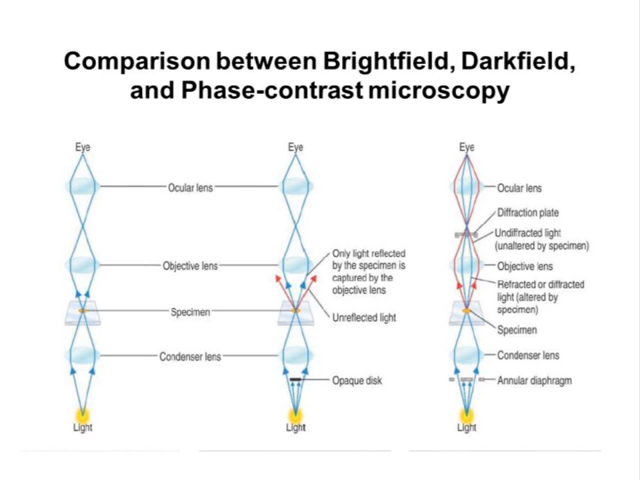 Comparison between Brightfield, Darkfield,
and Phase-contrast microscopy
Eye
Ocular lens
Objective lens
Specimen
Condenser lens
Light
Eye
Only light reflected
by the specimen is
captured by the
objective lens
Unreflected light
Opaque disk
Light
Eye
Ocular lens
Diffraction plate
Undiffracted light
(unaltered by specimen)
Objective lens
Refracted or diffracted
light (altered by
specimen)
Specimen
Condenser lens
Annular diaphragm
Light